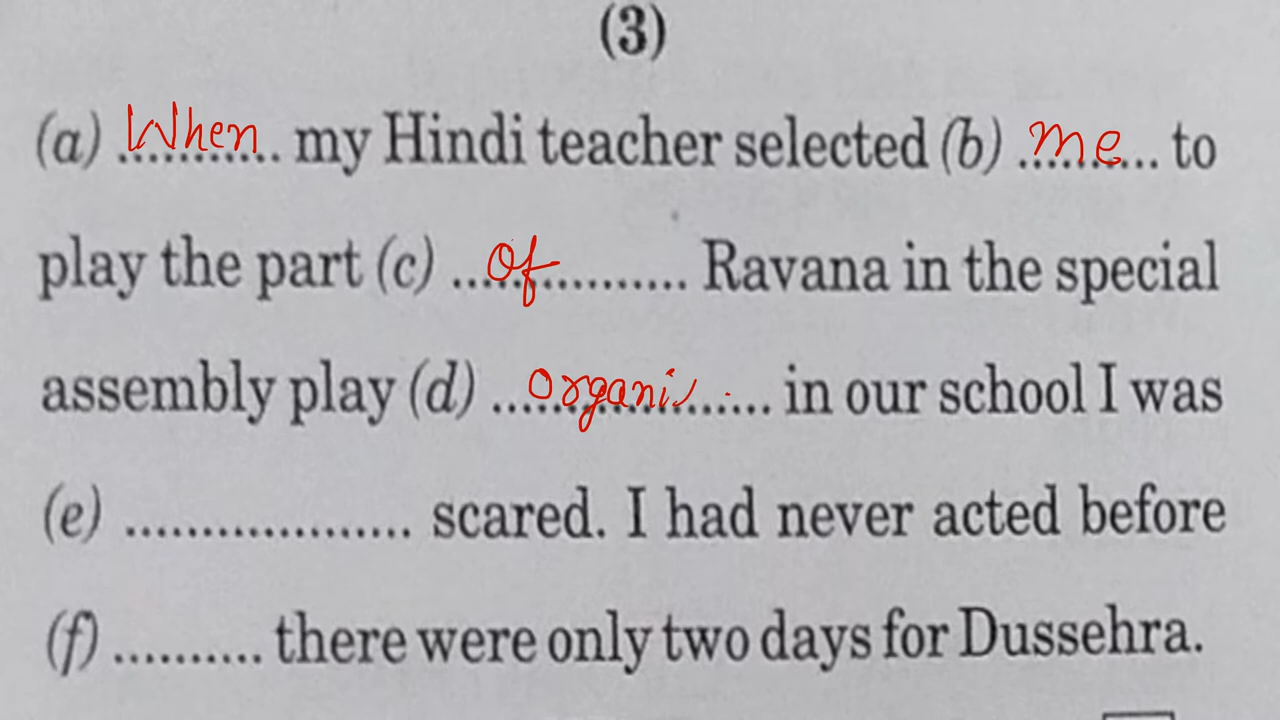 (3)
(a) When my Hindi teacher selected (b) me to
play the part (c) of Ravana in the special
assembly play (d) organis in our school I was
(e) .................... scared. I had never acted before
(f) .......... there were only two days for Dussehra.